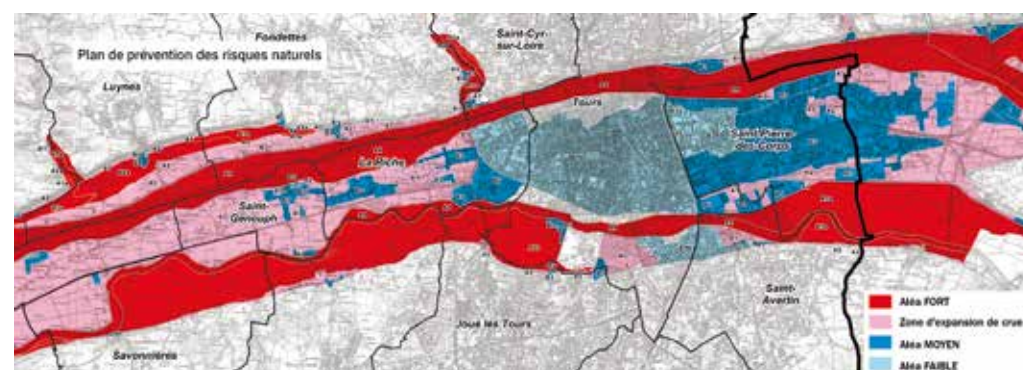 Saint-Cyr-
sur-Loire
Fondettes
Plan de prévention des risques naturels
Luynes
Tours
Saint-Pierre
des-Corps
La Riche
Saint-
Genouph
Saint-
Avertin
Joué les Tours
Savonnières
Aléa FORT
Zone d'expansion de crue
Aléa MOYEN
Aléa FAIBLE